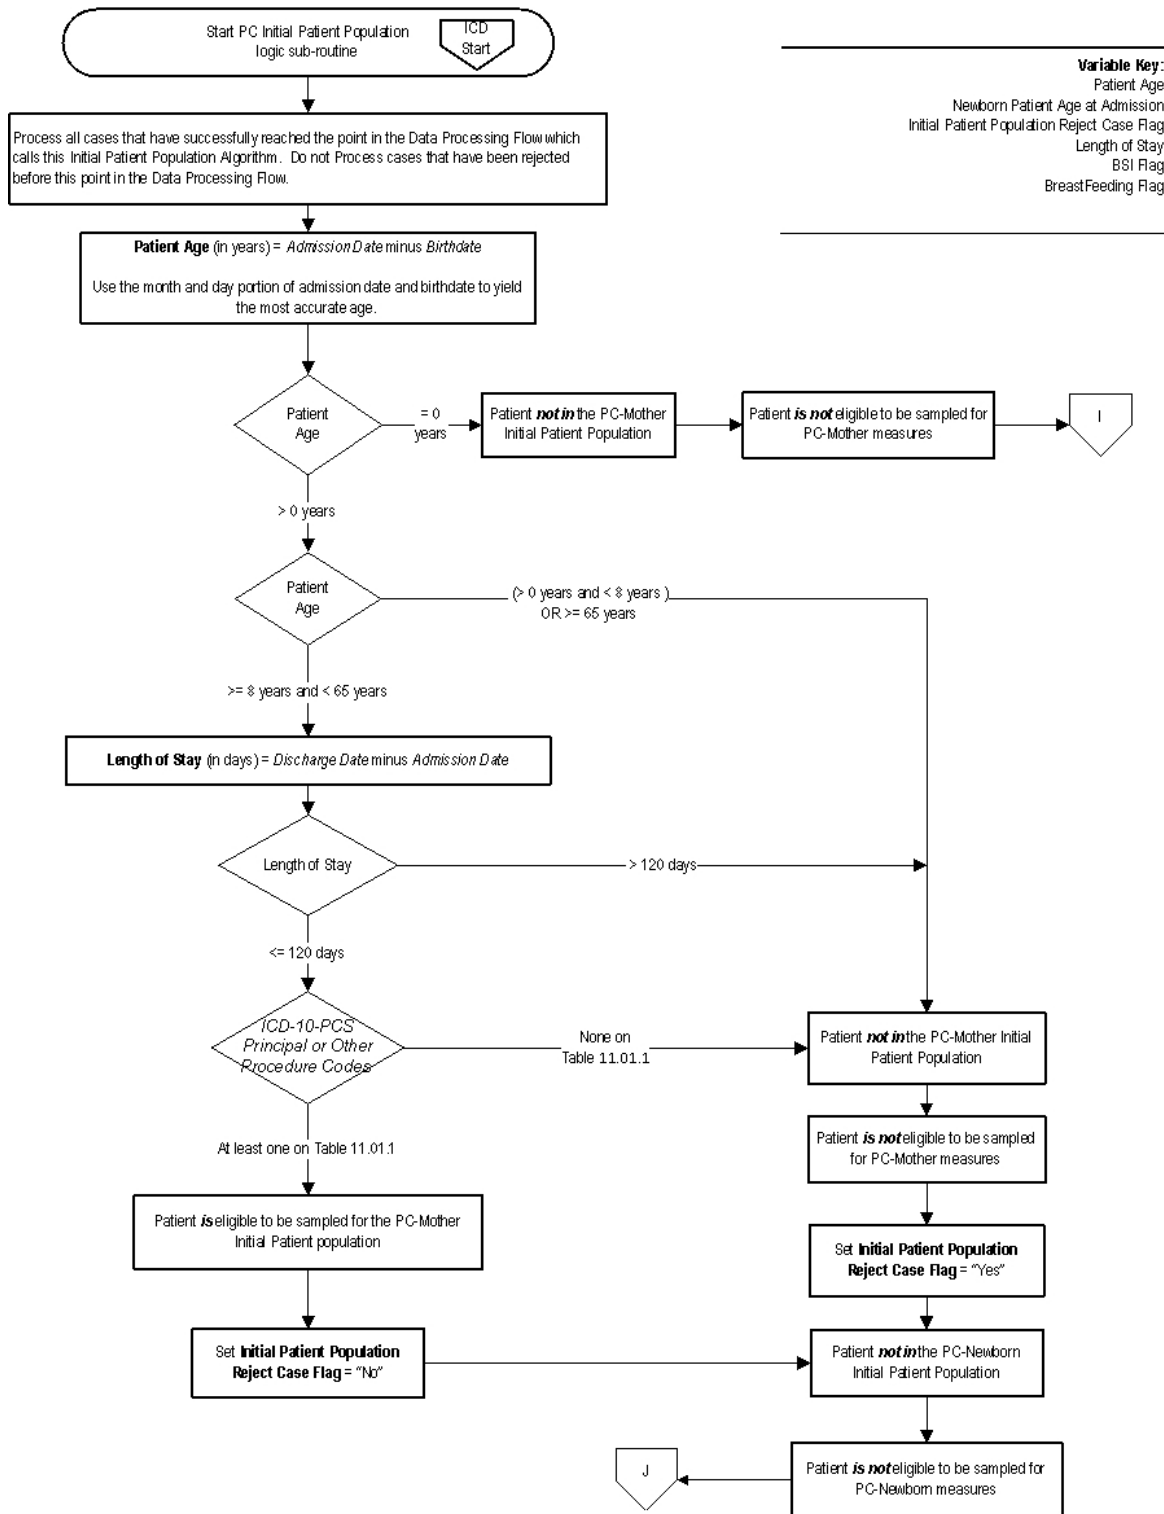 Start PC Initial Patient Population
logic sub-routine
ICD
Start
Variable Key:
Patient Age
Newborn Patient Age at Admission
Initial Patient Population Reject Case Flag
Length of Stay
BSI Flag
BreastFeeding Flag
Process all cases that have successfully reached the point in the Data Processing Flow which
calls this Initial Patient Population Algorithm. Do not Process cases that have been rejected
before this point in the Data Processing Flow.
Patient Age (in years) = Admission Date minus Birthdate
Use the month and day portion of admission date and birthdate to yield
the most accurate age.
Patient
Age
= 0
years
Patient not in the PC-Mother
Initial Patient Population
Patient is not eligible to be sampled for
PC-Mother measures
I
> 0 years
Patient
Age
(> 0 years and < 8 years )
OR >= 65 years
>= 8 years and < 65 years
Length of Stay (in days) = Discharge Date minus Admission Date
Length of Stay
> 120 days
<= 120 days
ICD-10-PCS
Principal or Other
Procedure Codes
None on
Table 11.01.1
Patient not in the PC-Mother Initial
Patient Population
At least one on Table 11.01.1
Patient is not eligible to be sampled
for PC-Mother measures
Patient is eligible to be sampled for the PC-Mother
Initial Patient population
Set Initial Patient Population
Reject Case Flag = “Yes”
Set Initial Patient Population
Reject Case Flag = “No”
Patient not in the PC-Newborn
Initial Patient Population
J
Patient is not eligible to be sampled for
PC-Newborn measures